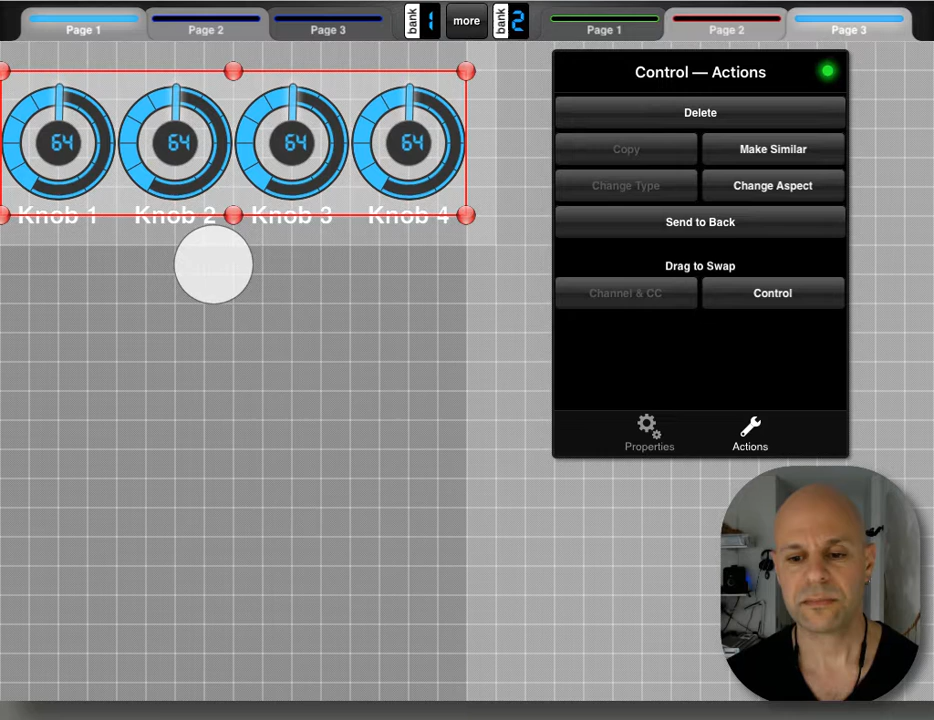 Page 1
Page 2
Page 3
bank 1
more
bank 2
Page 1
Page 2
Page 3
Control — Actions
Delete
Copy
Make Similar
Change Type
Change Aspect
Send to Back
Drag to Swap
Channel & CC
Control
Properties
Actions
64
64
64
64
Knob 1
Knob 2
Knob 3
Knob 4